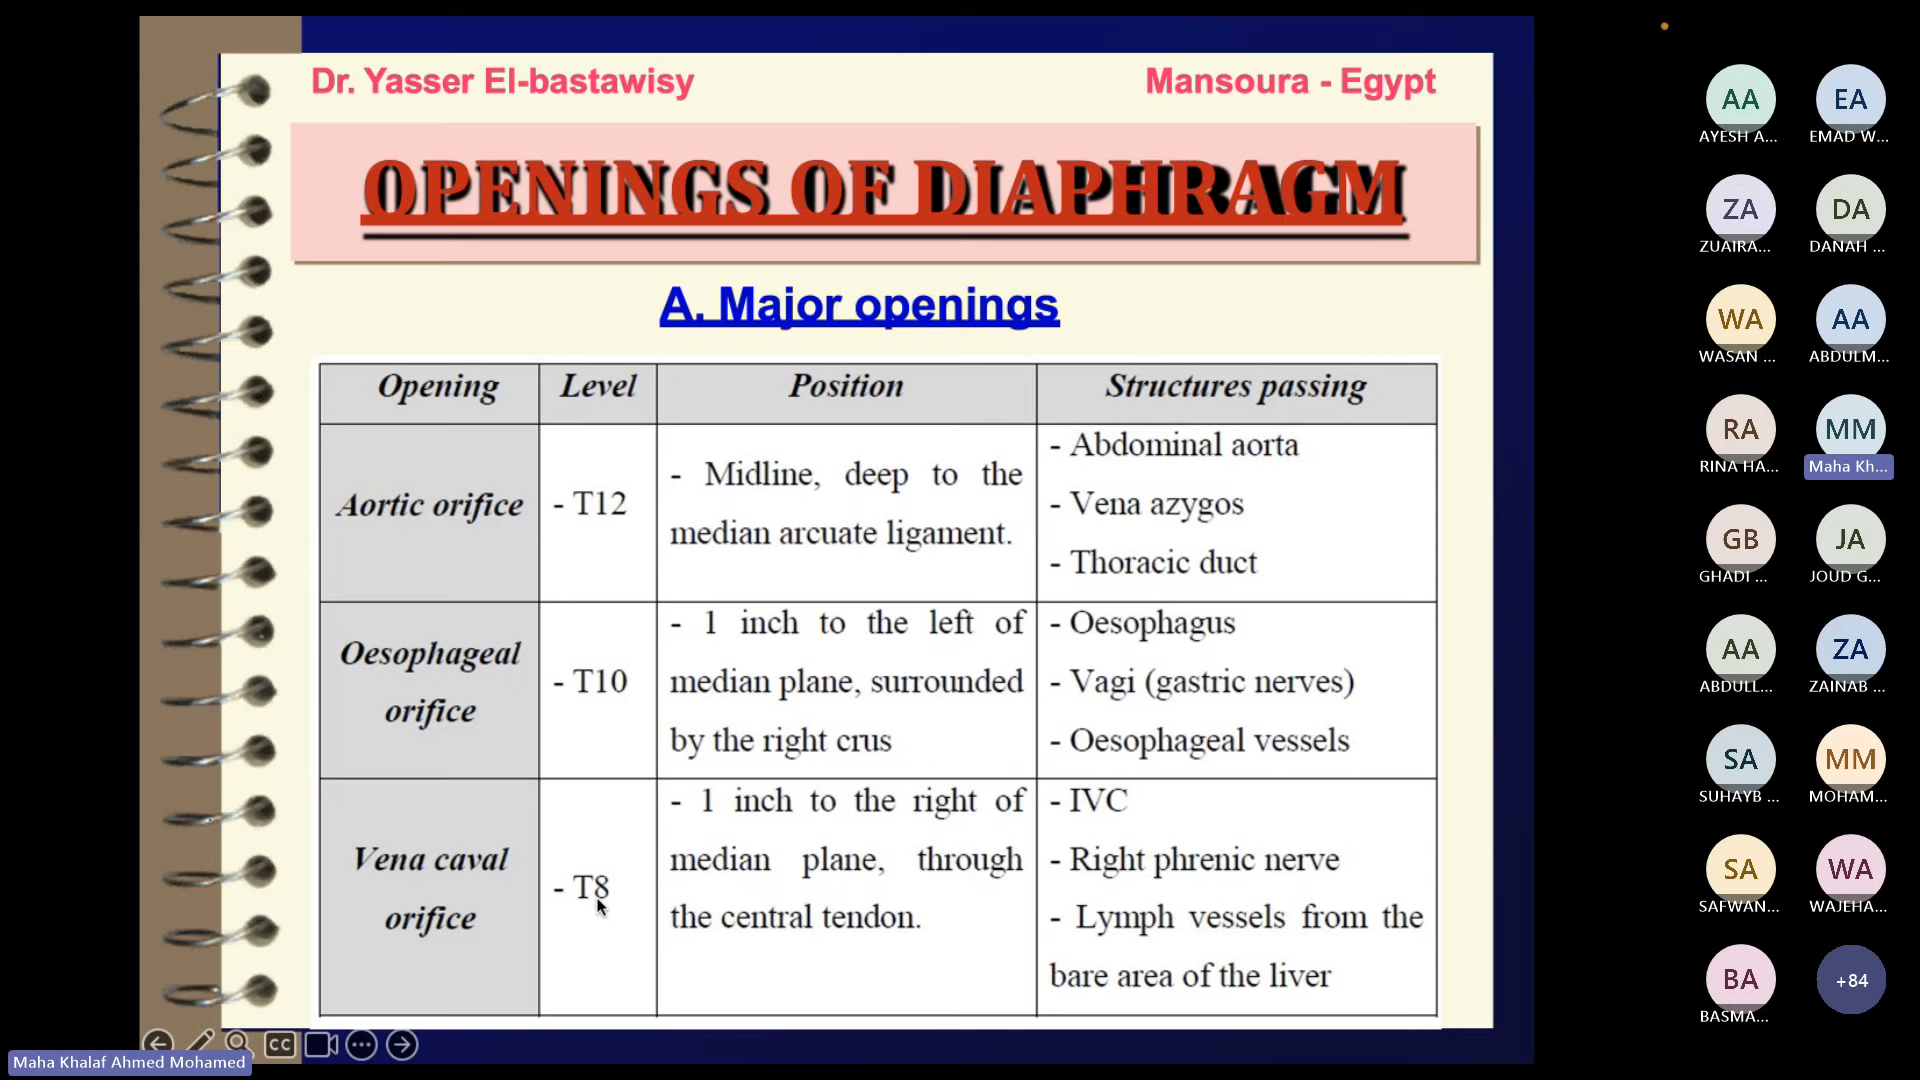 Dr. Yasser El-bastawisy
Mansoura - Egypt
OPENINGS OF DIAPHRAGM
A. Major openings
Opening
Level
Position
Structures passing
Aortic orifice
- T12
- Midline, deep to the
median arcuate ligament.
- Abdominal aorta
- Vena azygos
- Thoracic duct
Oesophageal
orifice
- T10
- 1 inch to the left of
median plane, surrounded
by the right crus
- Oesophagus
- Vagi (gastric nerves)
- Oesophageal vessels
Vena caval
orifice
- T8
- 1 inch to the right of
median plane, through
the central tendon.
- IVC
- Right phrenic nerve
- Lymph vessels from the
bare area of the liver
CC
Maha Khalaf Ahmed Mohamed
AA
EA
AYESH A...
EMAD W...
ZA
DA
ZUAIRA...
DANAH ...
WA
AA
WASAN ...
ABDULM...
RA
MM
RINA HA...
Maha Kh...
GB
JA
GHADI ...
JOUD G...
AA
ZA
ABDULL...
ZAINAB ...
SA
MM
SUHAYB ...
MOHAM...
SA
WA
SAFWAN...
WAJEHA...
BA
+84
BASMA...